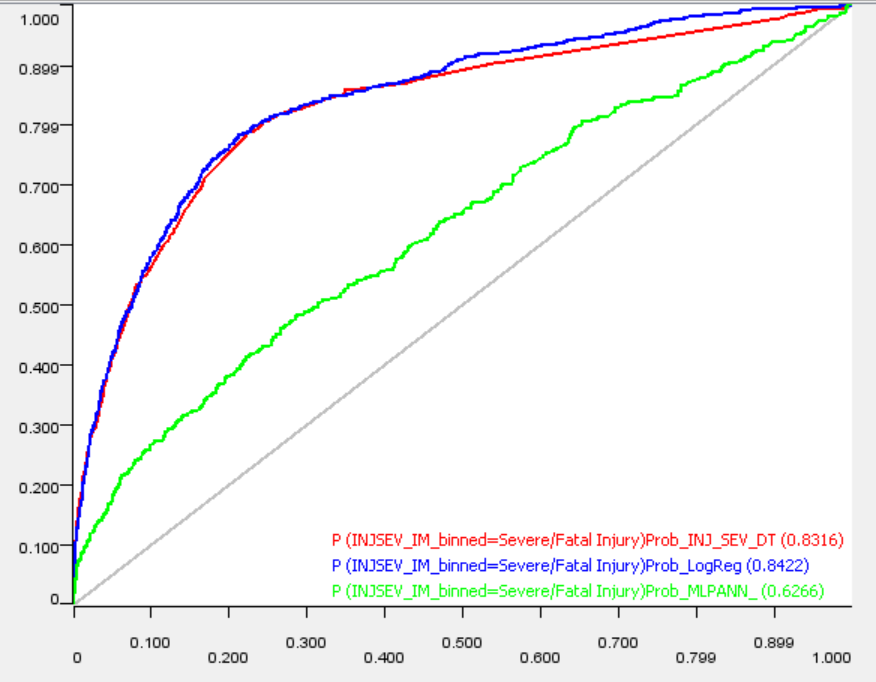 1.000
0.899
0.799
0.700
0.600
0.500
0.400
0.300
0.200
0.100
0
P (INJSEV_IM_binned=Severe/Fatal Injury)Prob_INJ_SEV_DT (0.8316)
P (INJSEV_IM_binned=Severe/Fatal Injury)Prob_LogReg (0.8422)
P (INJSEV_IM_binned=Severe/Fatal Injury)Prob_MLPANN_ (0.6266)
0.100 0.300 0.500 0.700 0.899
0 0.200 0.400 0.600 0.799 1.000